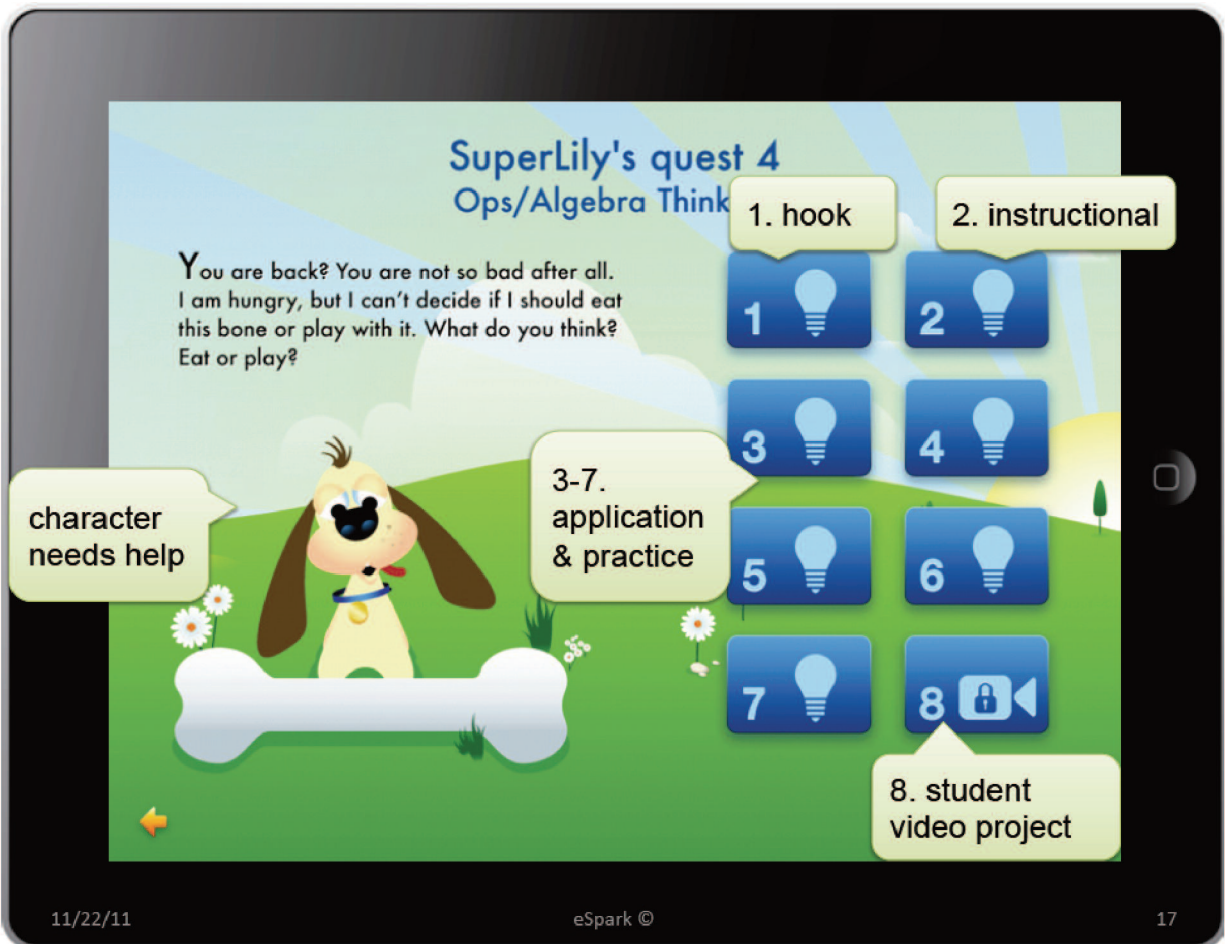 SuperLily's quest 4
Ops/Algebra Think
1. hook
2. instructional
You are back? You are not so bad after all.
I am hungry, but I can't decide if I should eat
this bone or play with it. What do you think?
Eat or play?
1
2
3
4
character
needs help
3-7.
application
& practice
5
6
7
8
8. student
video project
11/22/11
eSpark ©
17